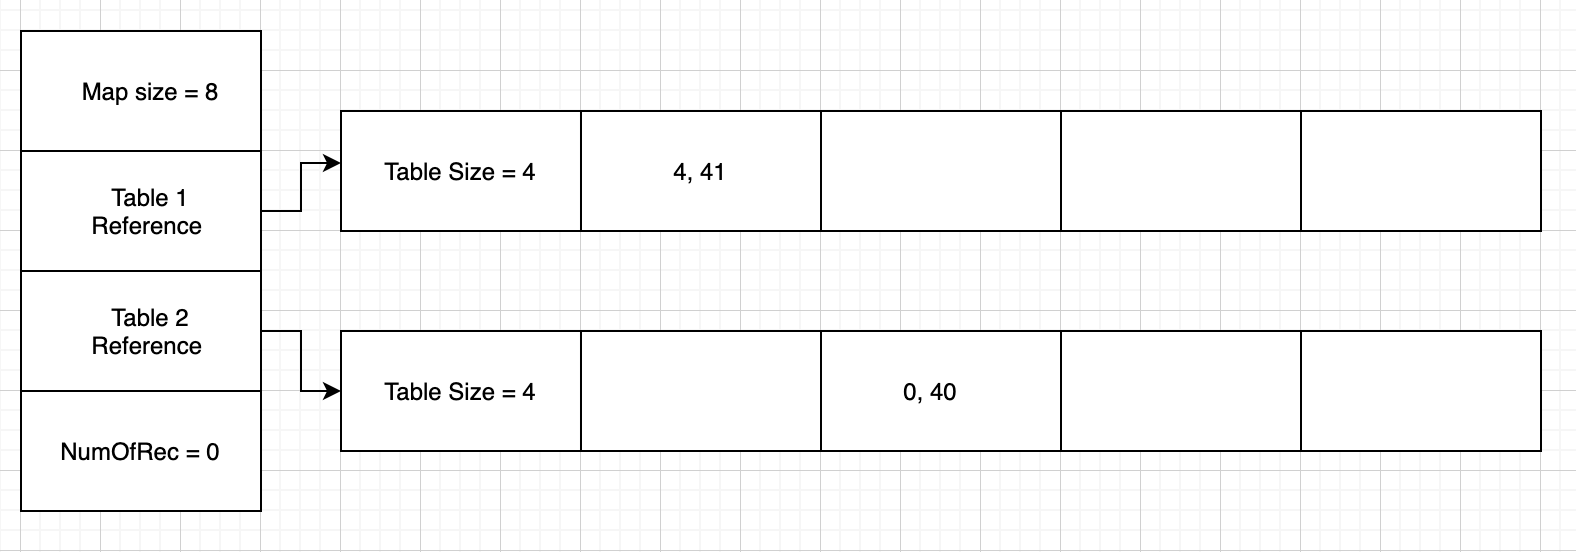 Map size = 8
Table 1
Reference
Table 2
Reference
NumOfRec = 0
Table Size = 4
4, 41
Table Size = 4
0, 40